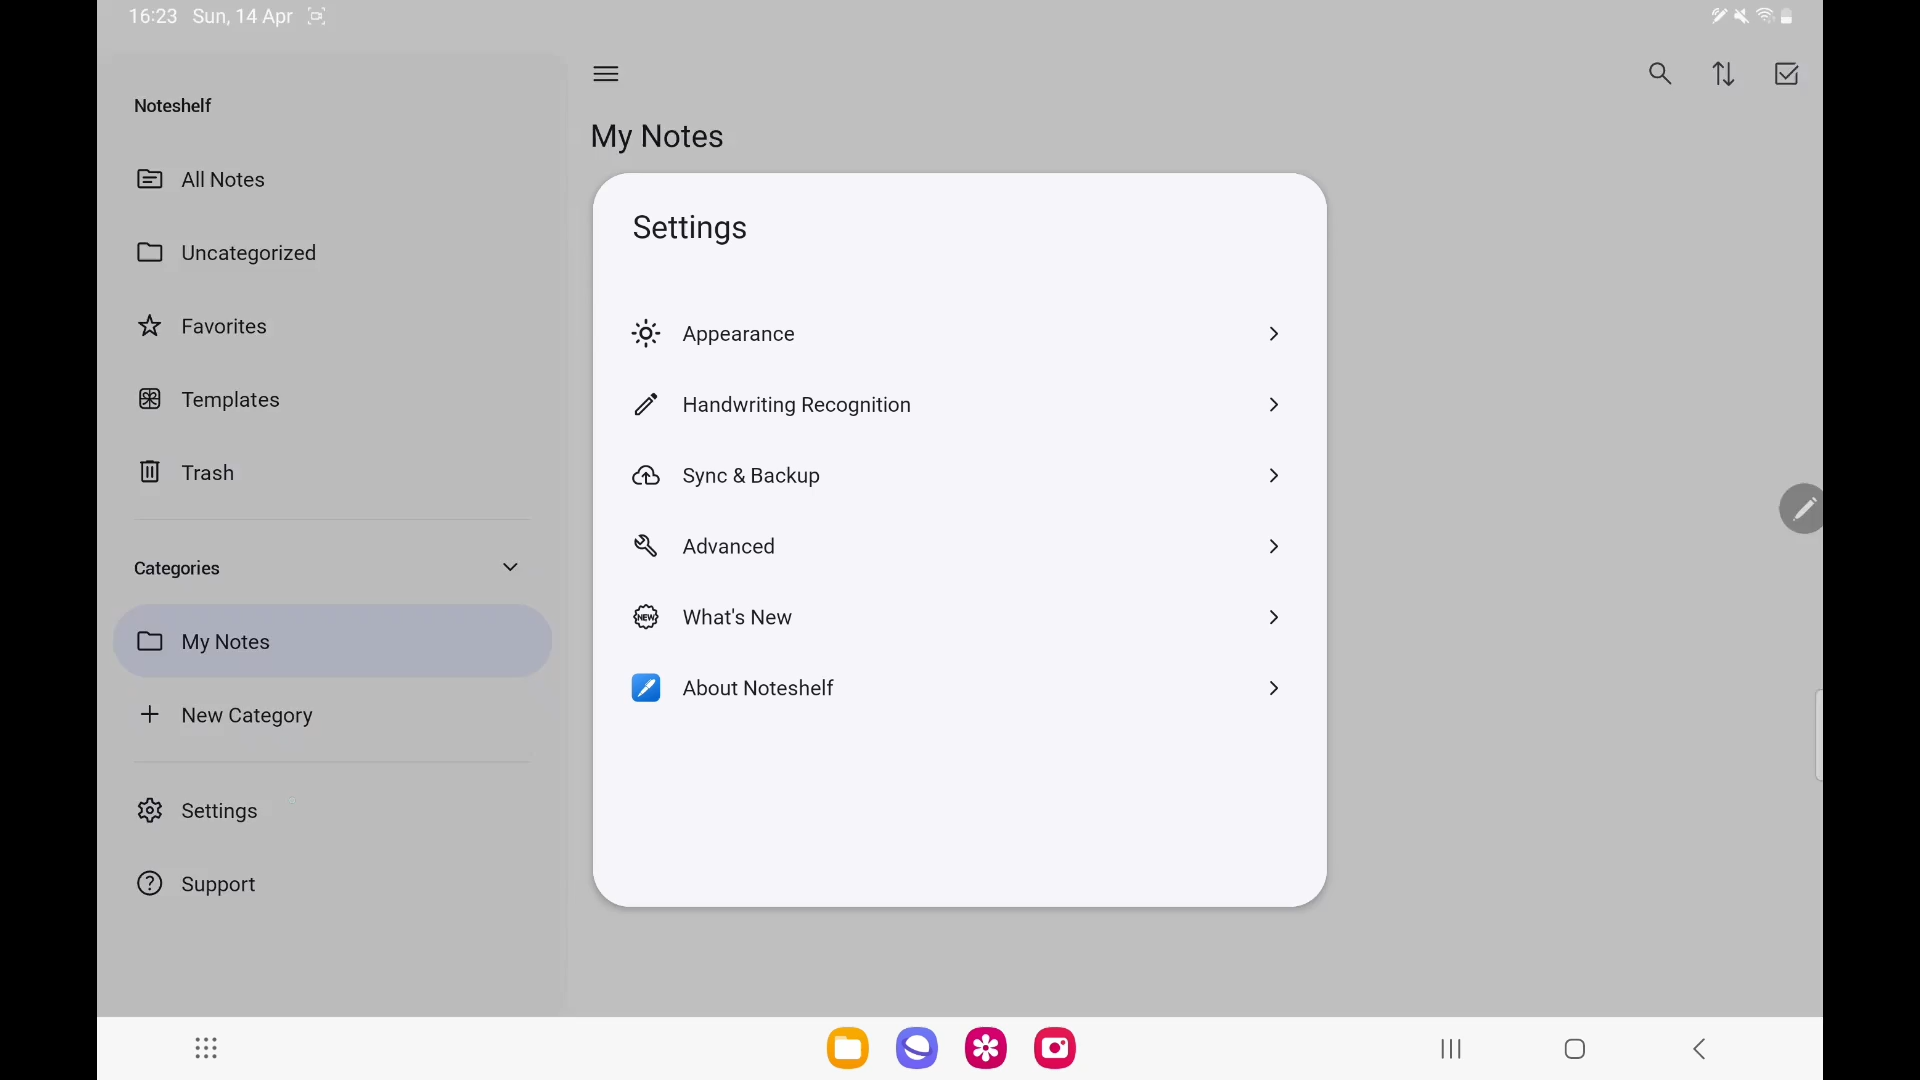 16:23 Sun, 14 Apr
Noteshelf
All Notes
Uncategorized
Favorites
Templates
Trash
Categories
My Notes
New Category
Settings
Support
My Notes
Settings
Appearance
Handwriting Recognition
Sync & Backup
Advanced
NEW
What's New
About Noteshelf